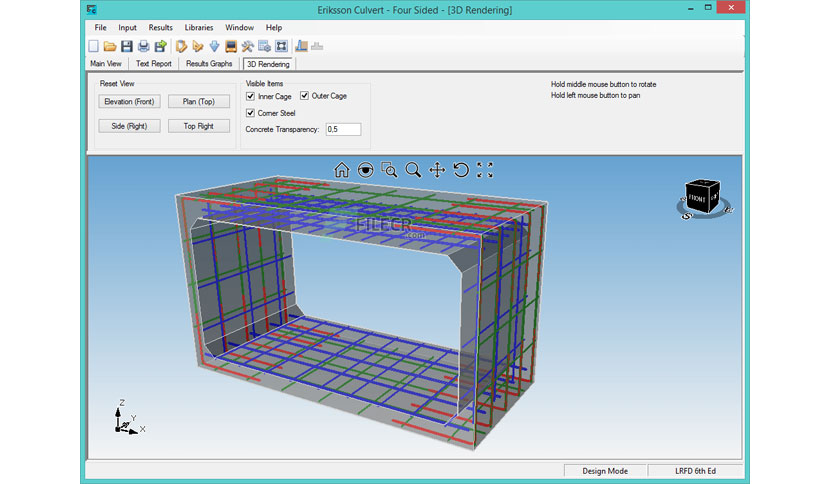 Eriksson Culvert - Four Sided - [3D Rendering]
File Input Results Libraries Window Help
Main View Text Report Results Graphs 3D Rendering
Reset View
Elevation (Front) Plan (Top)
Side (Right) Top Right
Visible Items
Inner Cage Outer Cage
Corner Steel
Concrete Transparency: 0,5
Hold middle mouse button to rotate
Hold left mouse button to pan
FRONT
S
FILECR
.com
Z
Y
X
Design Mode LRFD 6th Ed